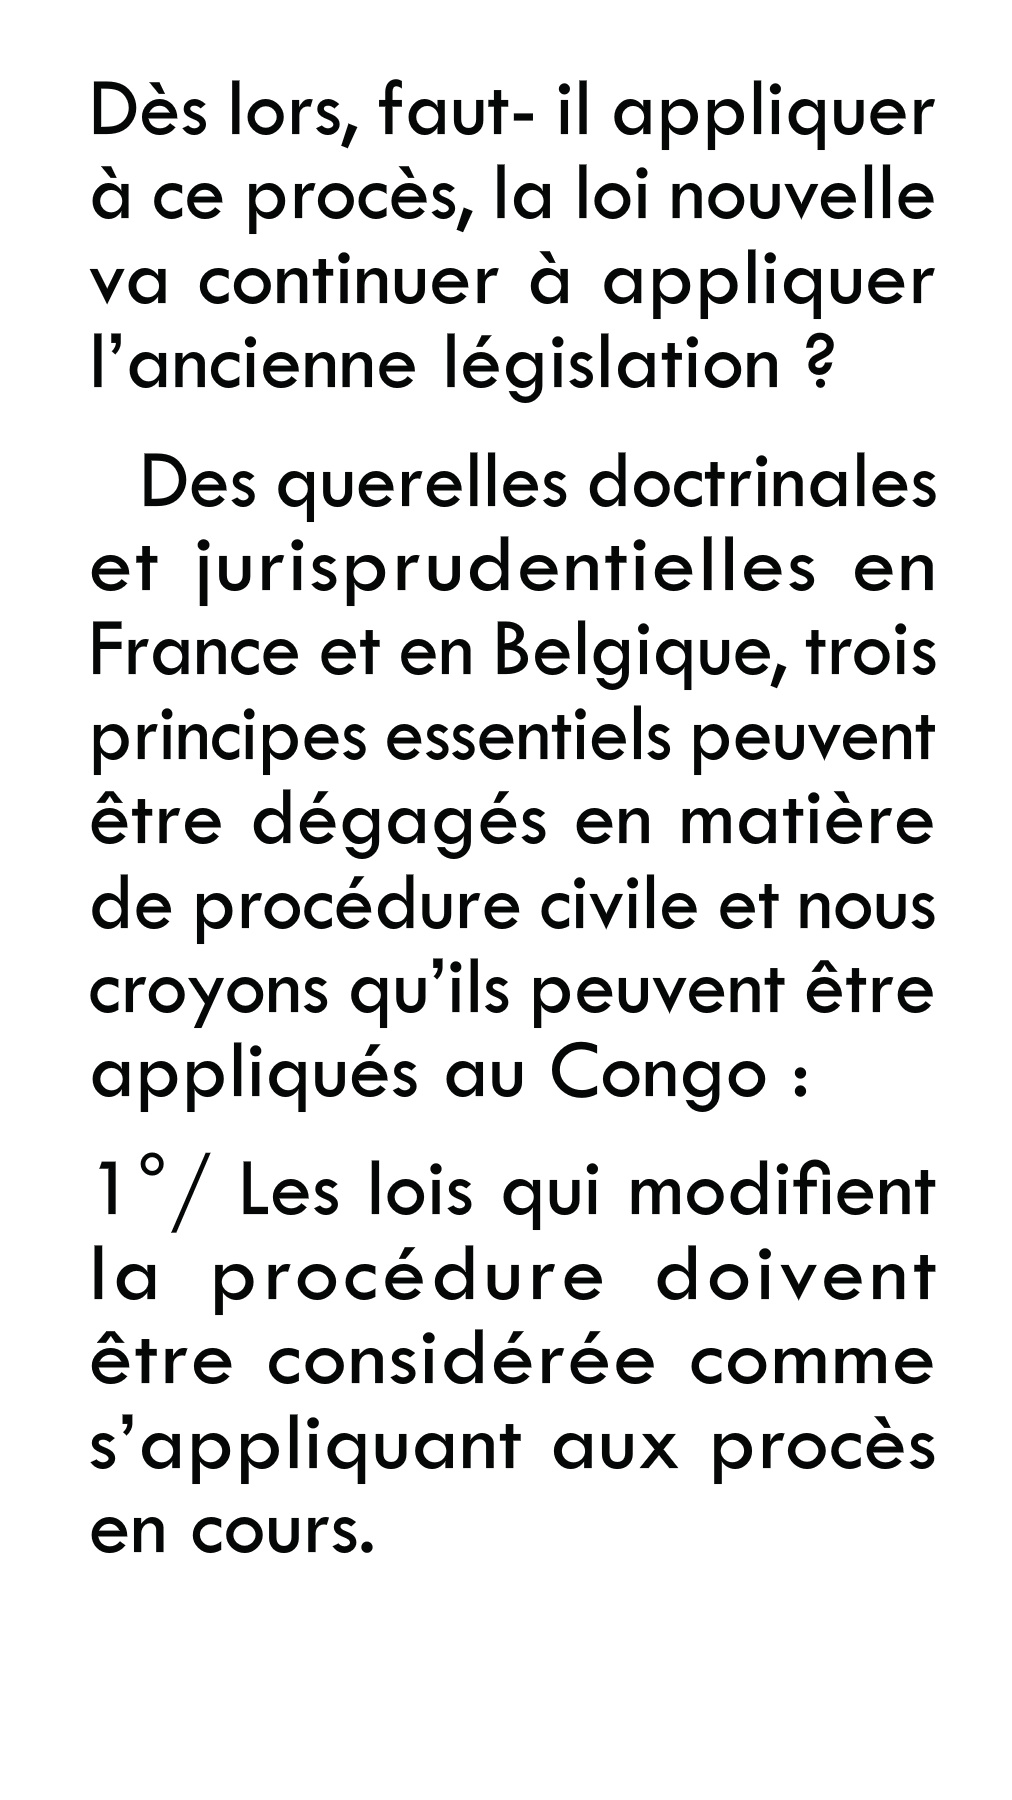 Dès lors, faut- il appliquer
à ce procès, la loi nouvelle
va continuer à appliquer
l’ancienne législation ?
Des querelles doctrinales
et jurisprudentielles en
France et en Belgique, trois
principes essentiels peuvent
être dégagés en matière
de procédure civile et nous
croyons qu’ils peuvent être
appliqués au Congo :
1°/ Les lois qui modifient
la procédure doivent
être considérée comme
s’appliquant aux procès
en cours.